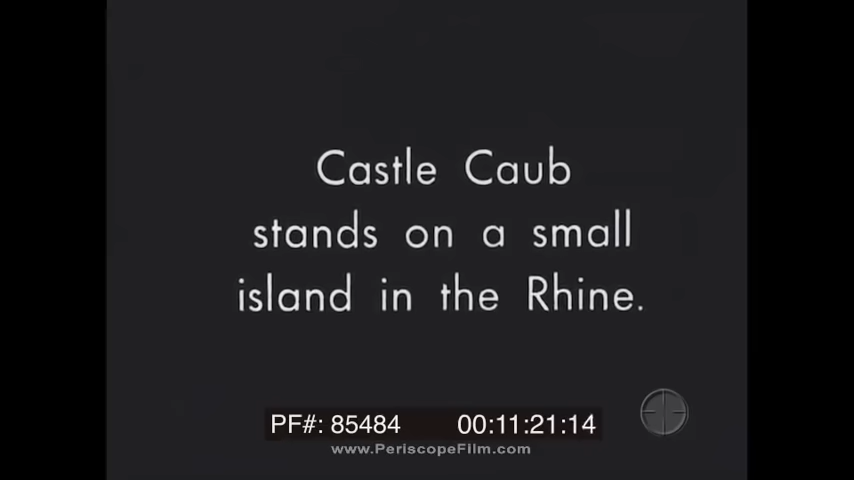 Castle Caub
stands on a small
island in the Rhine.
PF#: 85484 00:11:21:14
www.PeriscopeFilm.com